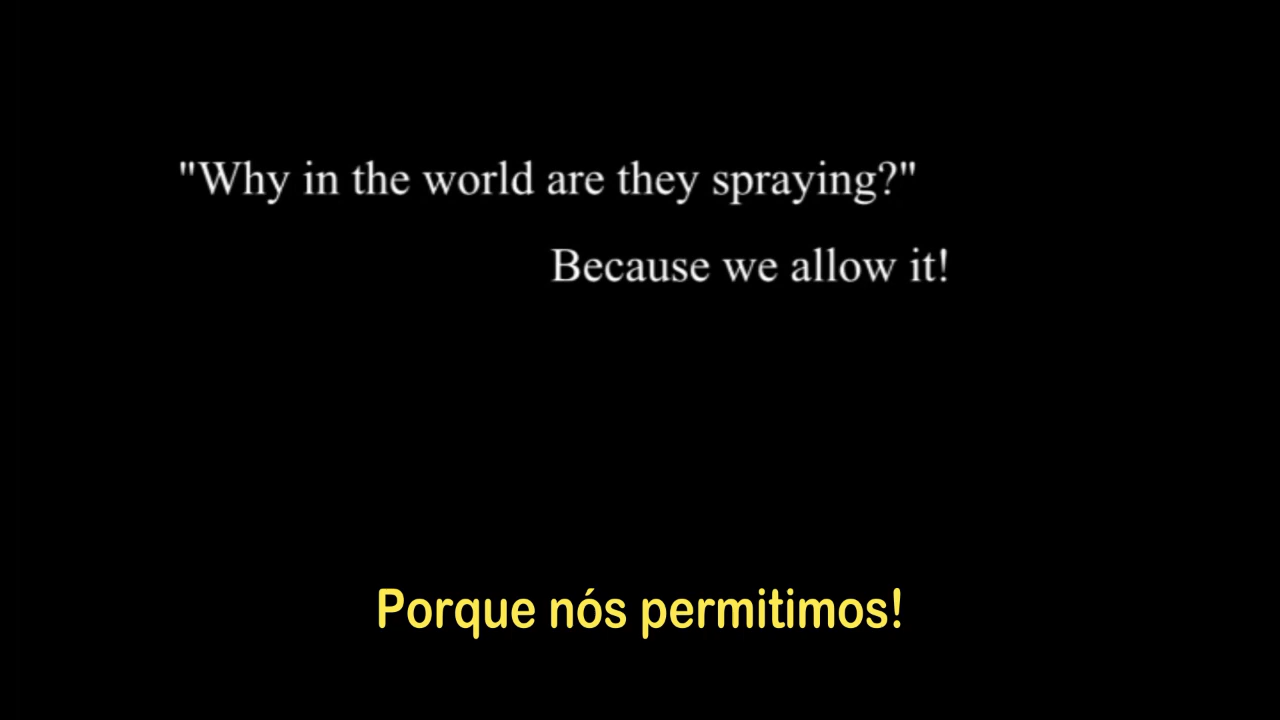 "Why in the world are they spraying?"
Because we allow it!
Porque nós permitimos!